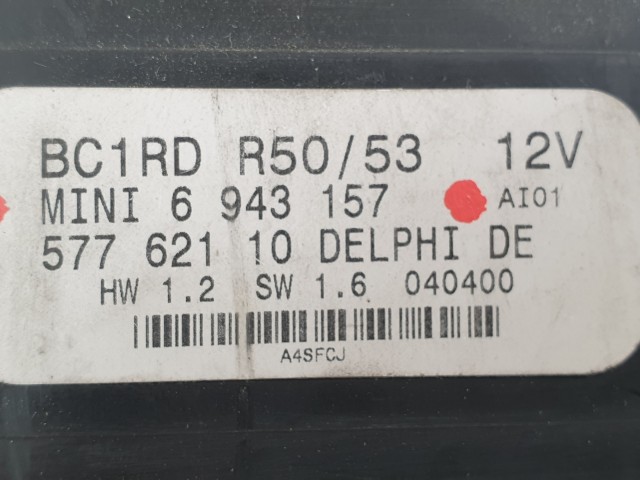 BC1RD R50/53 12V
MINI 6 943 157 AI01
577 621 10 DELPHI DE
HW 1.2 SW 1.6 040400
A4SFCJ